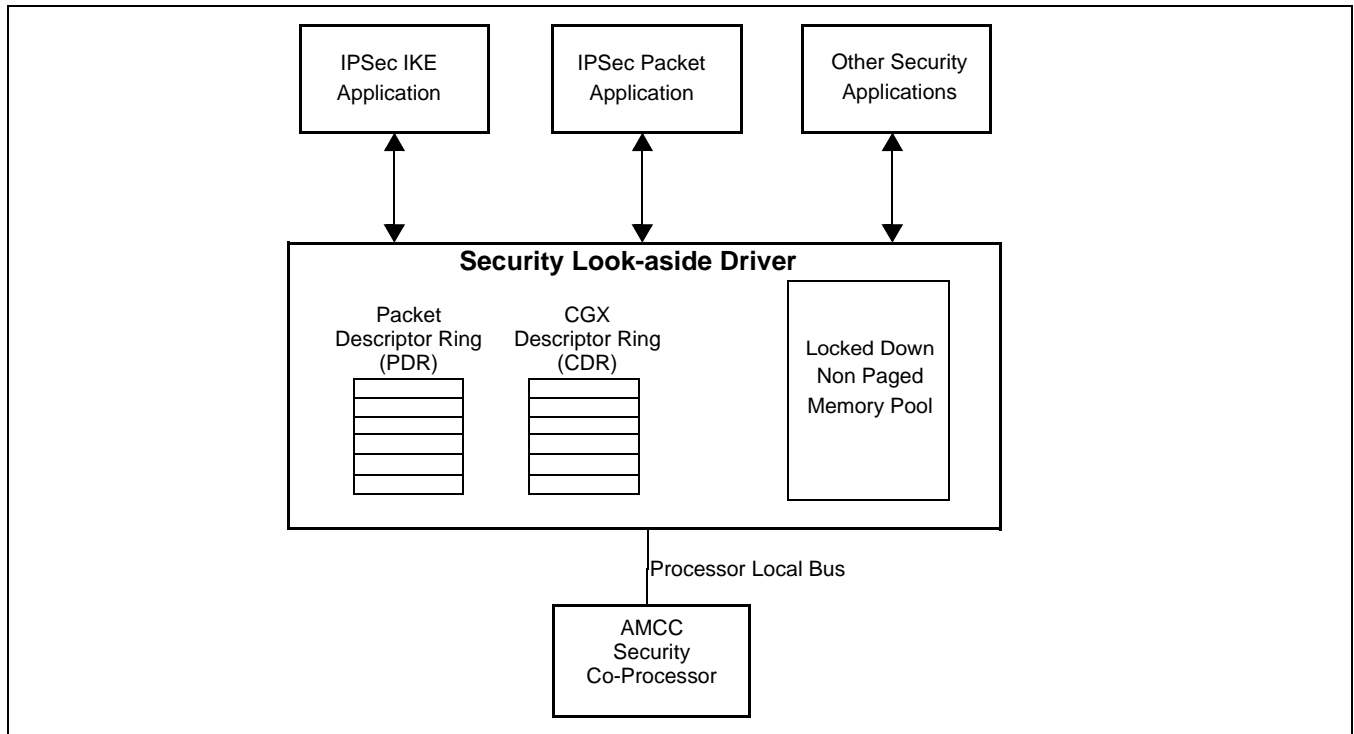 IPSec IKE
Application
IPSec Packet
Application
Other Security
Applications
Security Look-aside Driver
Packet
Descriptor Ring
(PDR)
CGX
Descriptor Ring
(CDR)
Locked Down
Non Paged
Memory Pool
Processor Local Bus
AMCC
Security
Co-Processor